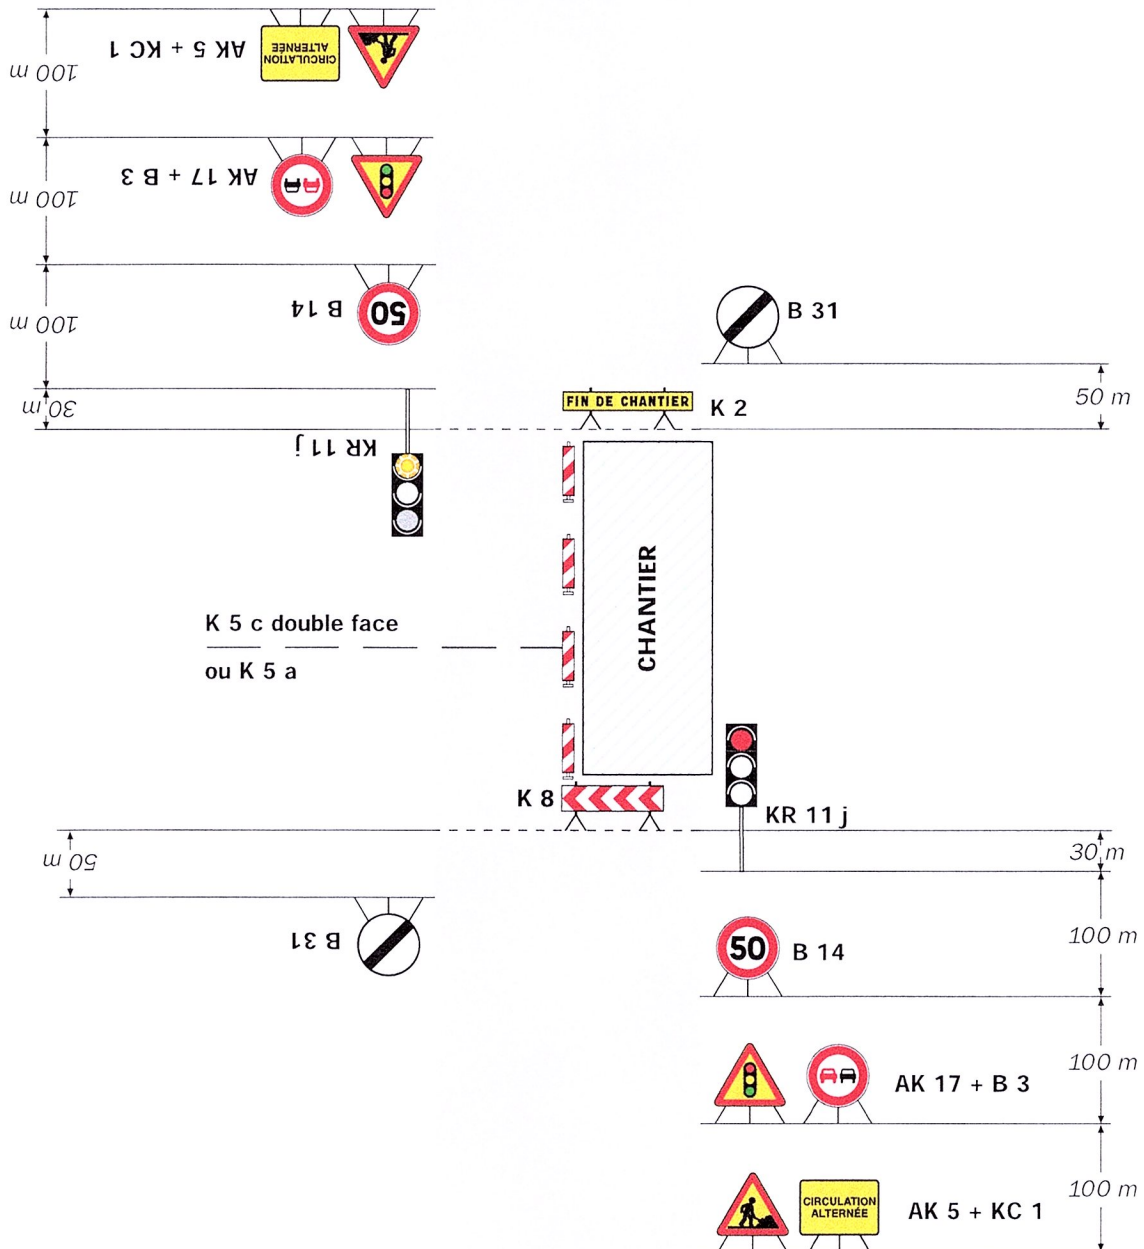 AK 5 + KC 1
CIRCULATION
ALTERNÉE
100 m
AK 17 + B 3
100 m
B 14
50
100 m
B 31
30 m
FIN DE CHANTIER
K 2
50 m
KR 11 j
CHANTIER
K 5 c double face
ou K 5 a
K 8
KR 11 j
50 m
30 m
B 31
50
B 14
100 m
AK 17 + B 3
100 m
CIRCULATION
ALTERNÉE
AK 5 + KC 1
100 m